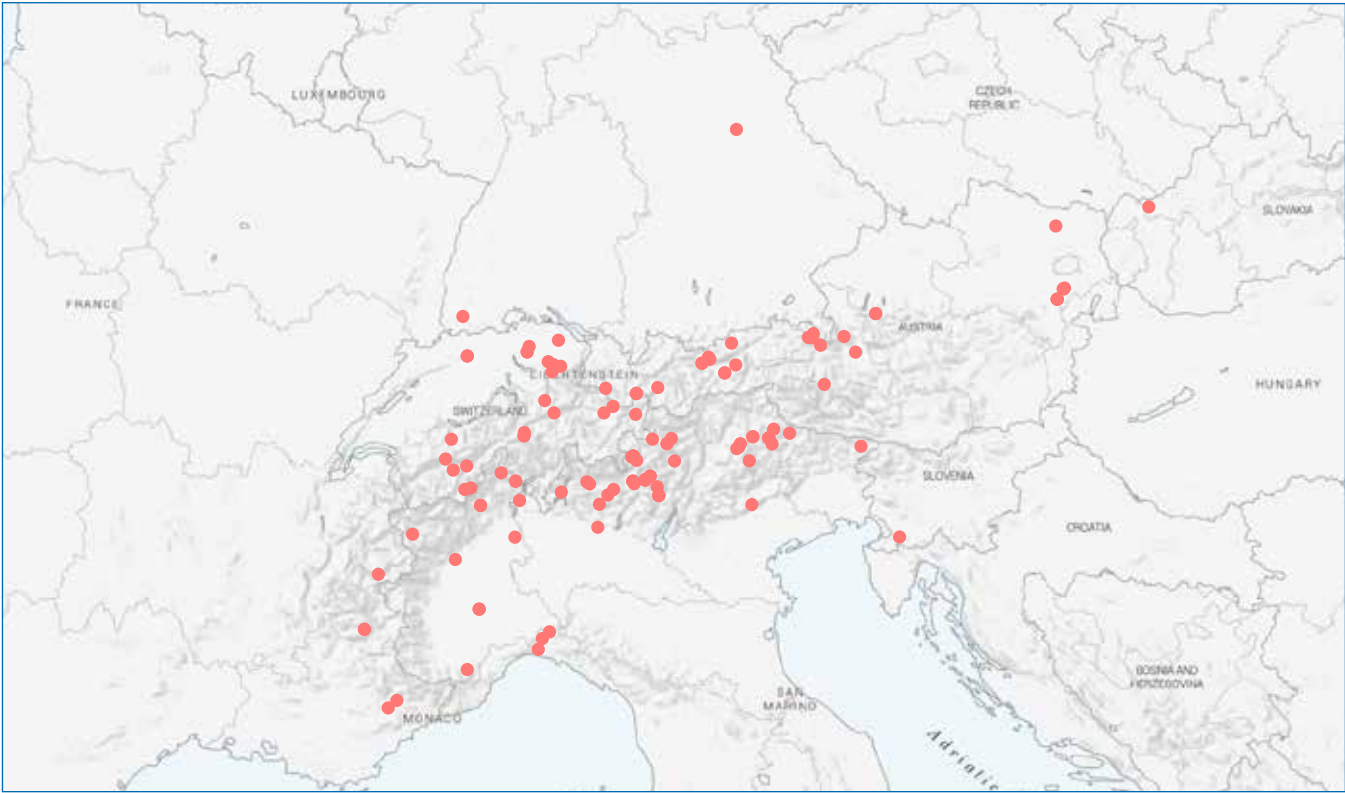 LUXEMBOURG
CZECH
REPUBLIC
SLOVAKIA
FRANCE
AUSTRIA
LIECHTENSTEIN
HUNGARY
SWITZERLAND
SLOVENIA
CROATIA
BOSNIA AND
HERZEGOVINA
SAN
MARINO
MONACO
Adriatic